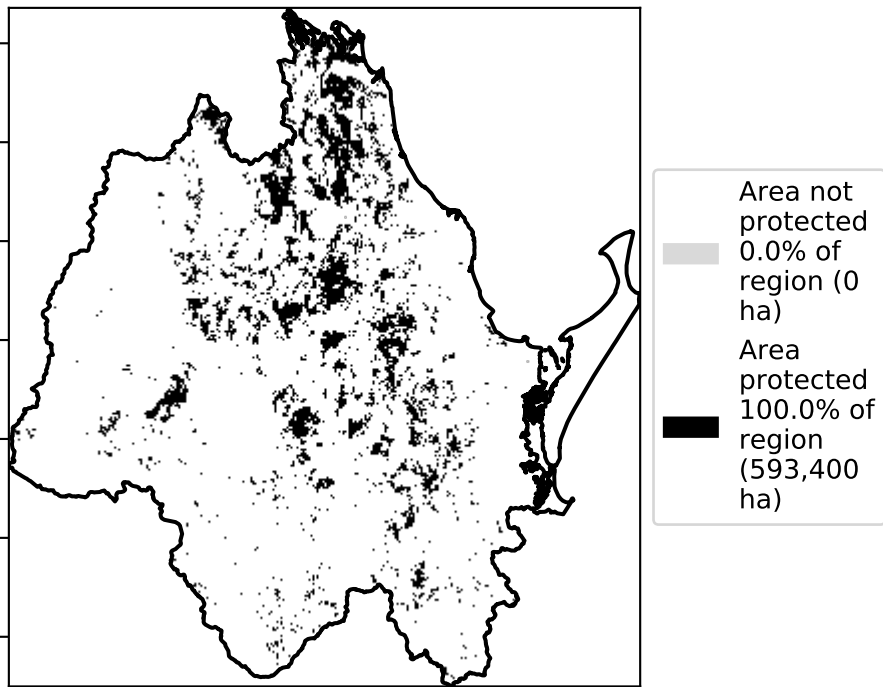 Area not
protected
0.0% of
region (0
ha)
Area
protected
100.0% of
region
(593,400
ha)